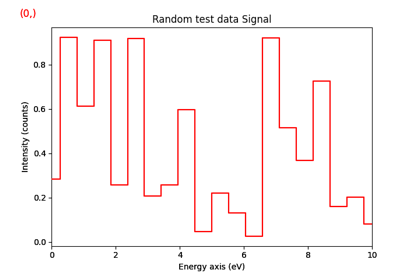 (0,)
Random test data Signal
Intensity (counts)
0.8
0.6
0.4
0.2
0.0
0 2 4 6 8 10
Energy axis (eV)